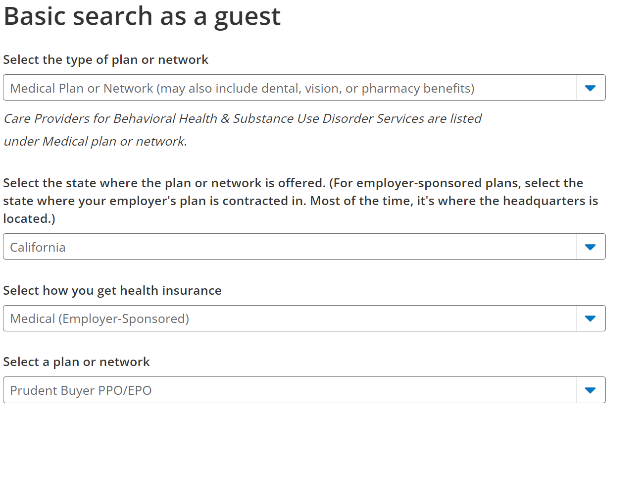 Basic search as a guest
Select the type of plan or network
Medical Plan or Network (may also include dental, vision, or pharmacy benefits)
Care Providers for Behavioral Health & Substance Use Disorder Services are listed
under Medical plan or network.
Select the state where the plan or network is offered. (For employer-sponsored plans, select the
state where your employer's plan is contracted in. Most of the time, it's where the headquarters is
located.)
California
Select how you get health insurance
Medical (Employer-Sponsored)
Select a plan or network
Prudent Buyer PPO/EPO